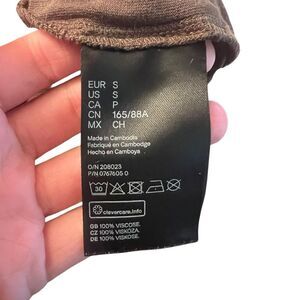 EUR S
US S
CA P
CN 165/88A
MX CH
Made in Cambodia
Fabriqué en Cambodge
Hecho en Camboya
O/N 208023
P/N 0767605 0
30
clevercare.info
GB 100% VISCOSE.
CZ 100% VISKÓZA.
DE 100% VISKOSE.